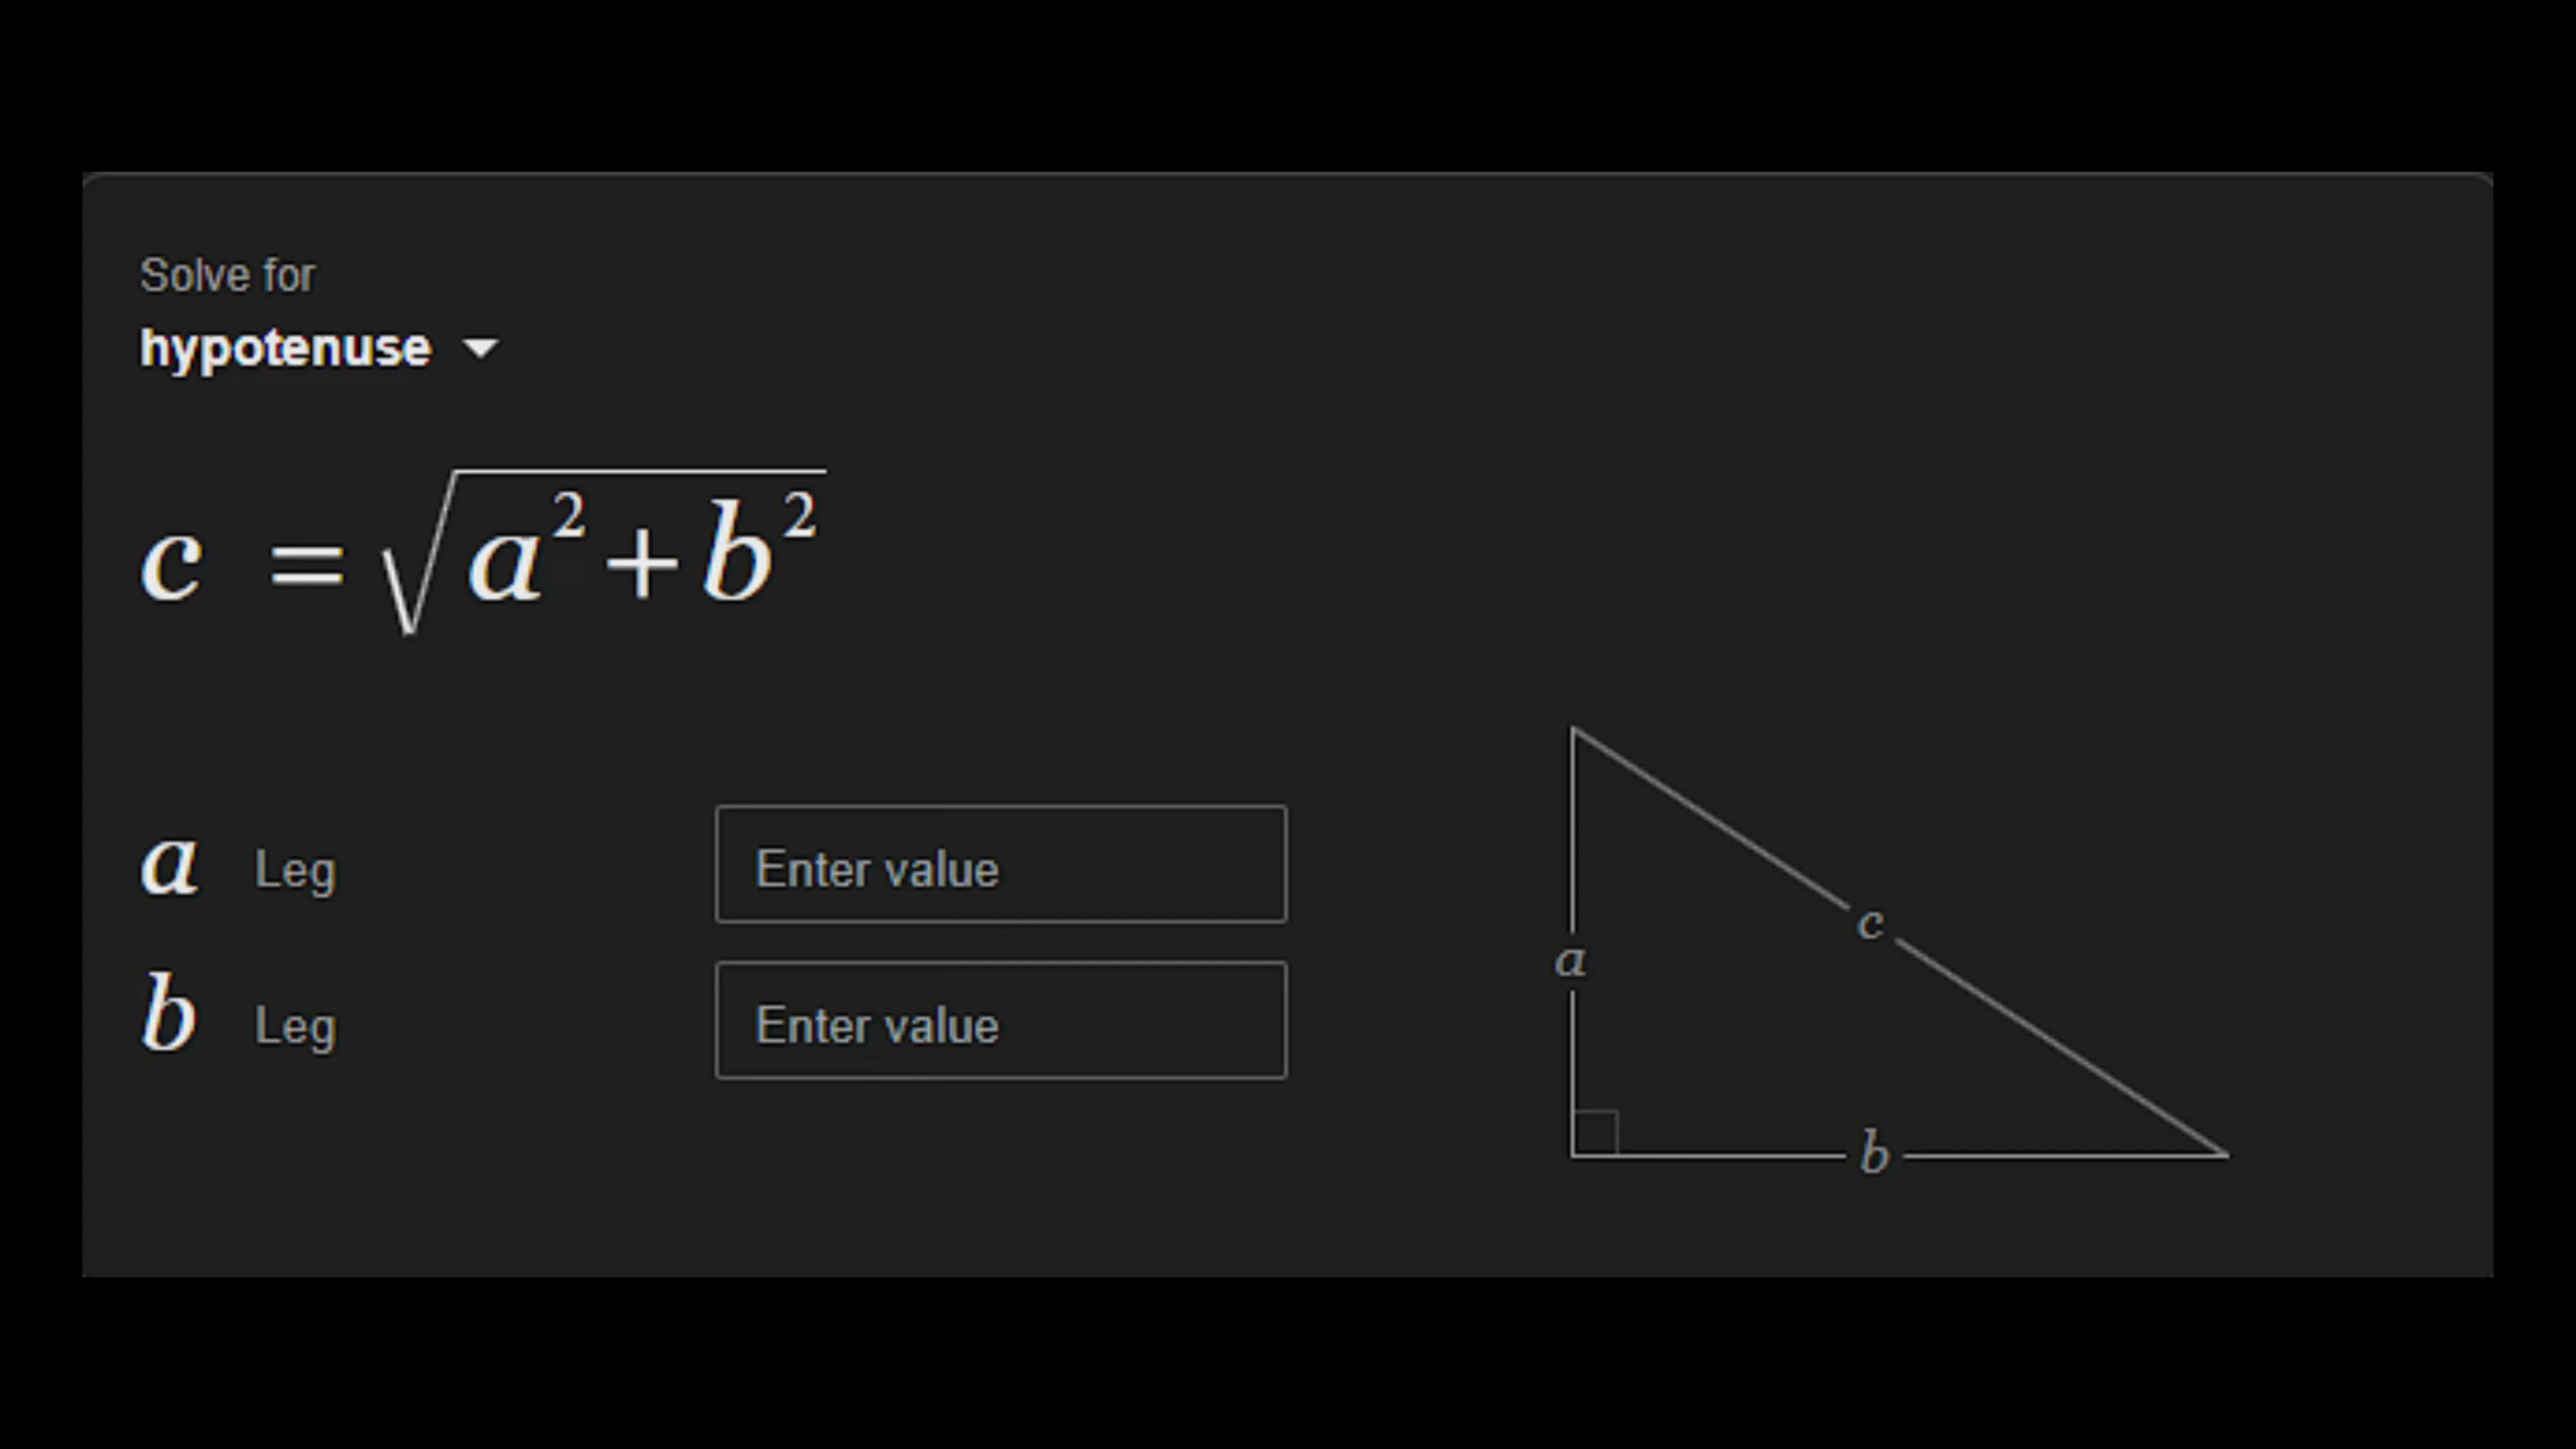 Solve for
hypotenuse
c = √a²+b²
a Leg Enter value
b Leg Enter value
c
a
b